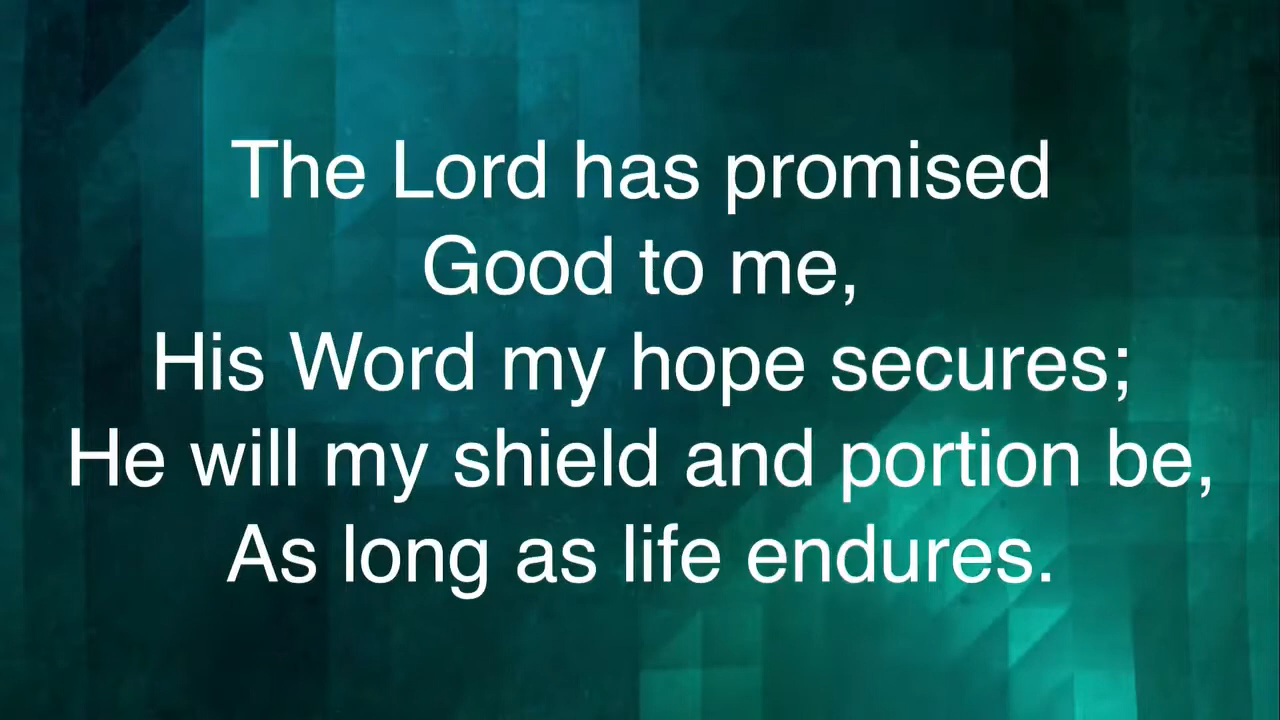 The Lord has promised
Good to me,
His Word my hope secures;
He will my shield and portion be,
As long as life endures.